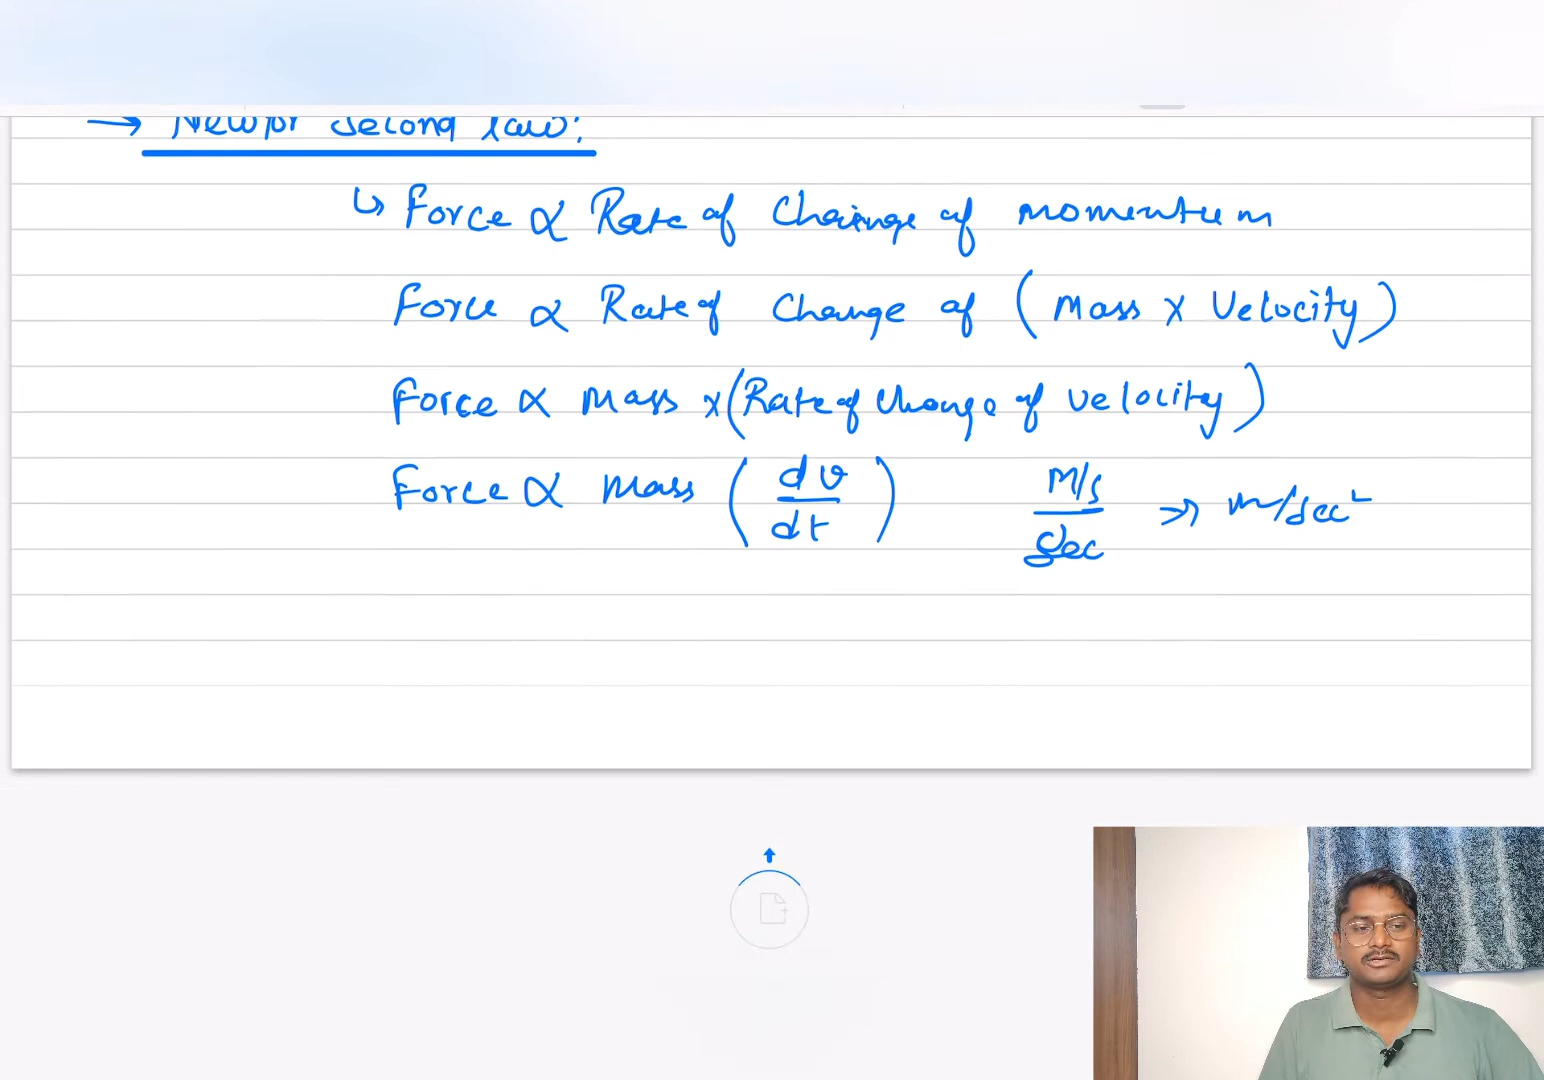 → Newton Second law:
↳ Force ∝ Rate of Change of momentum
Force ∝ Rate of Change of (Mass × Velocity)
Force ∝ Mass × (Rate of Change of velocity)
Force ∝ Mass (dv/dt) M/s/Sec ⇒ m/sec²